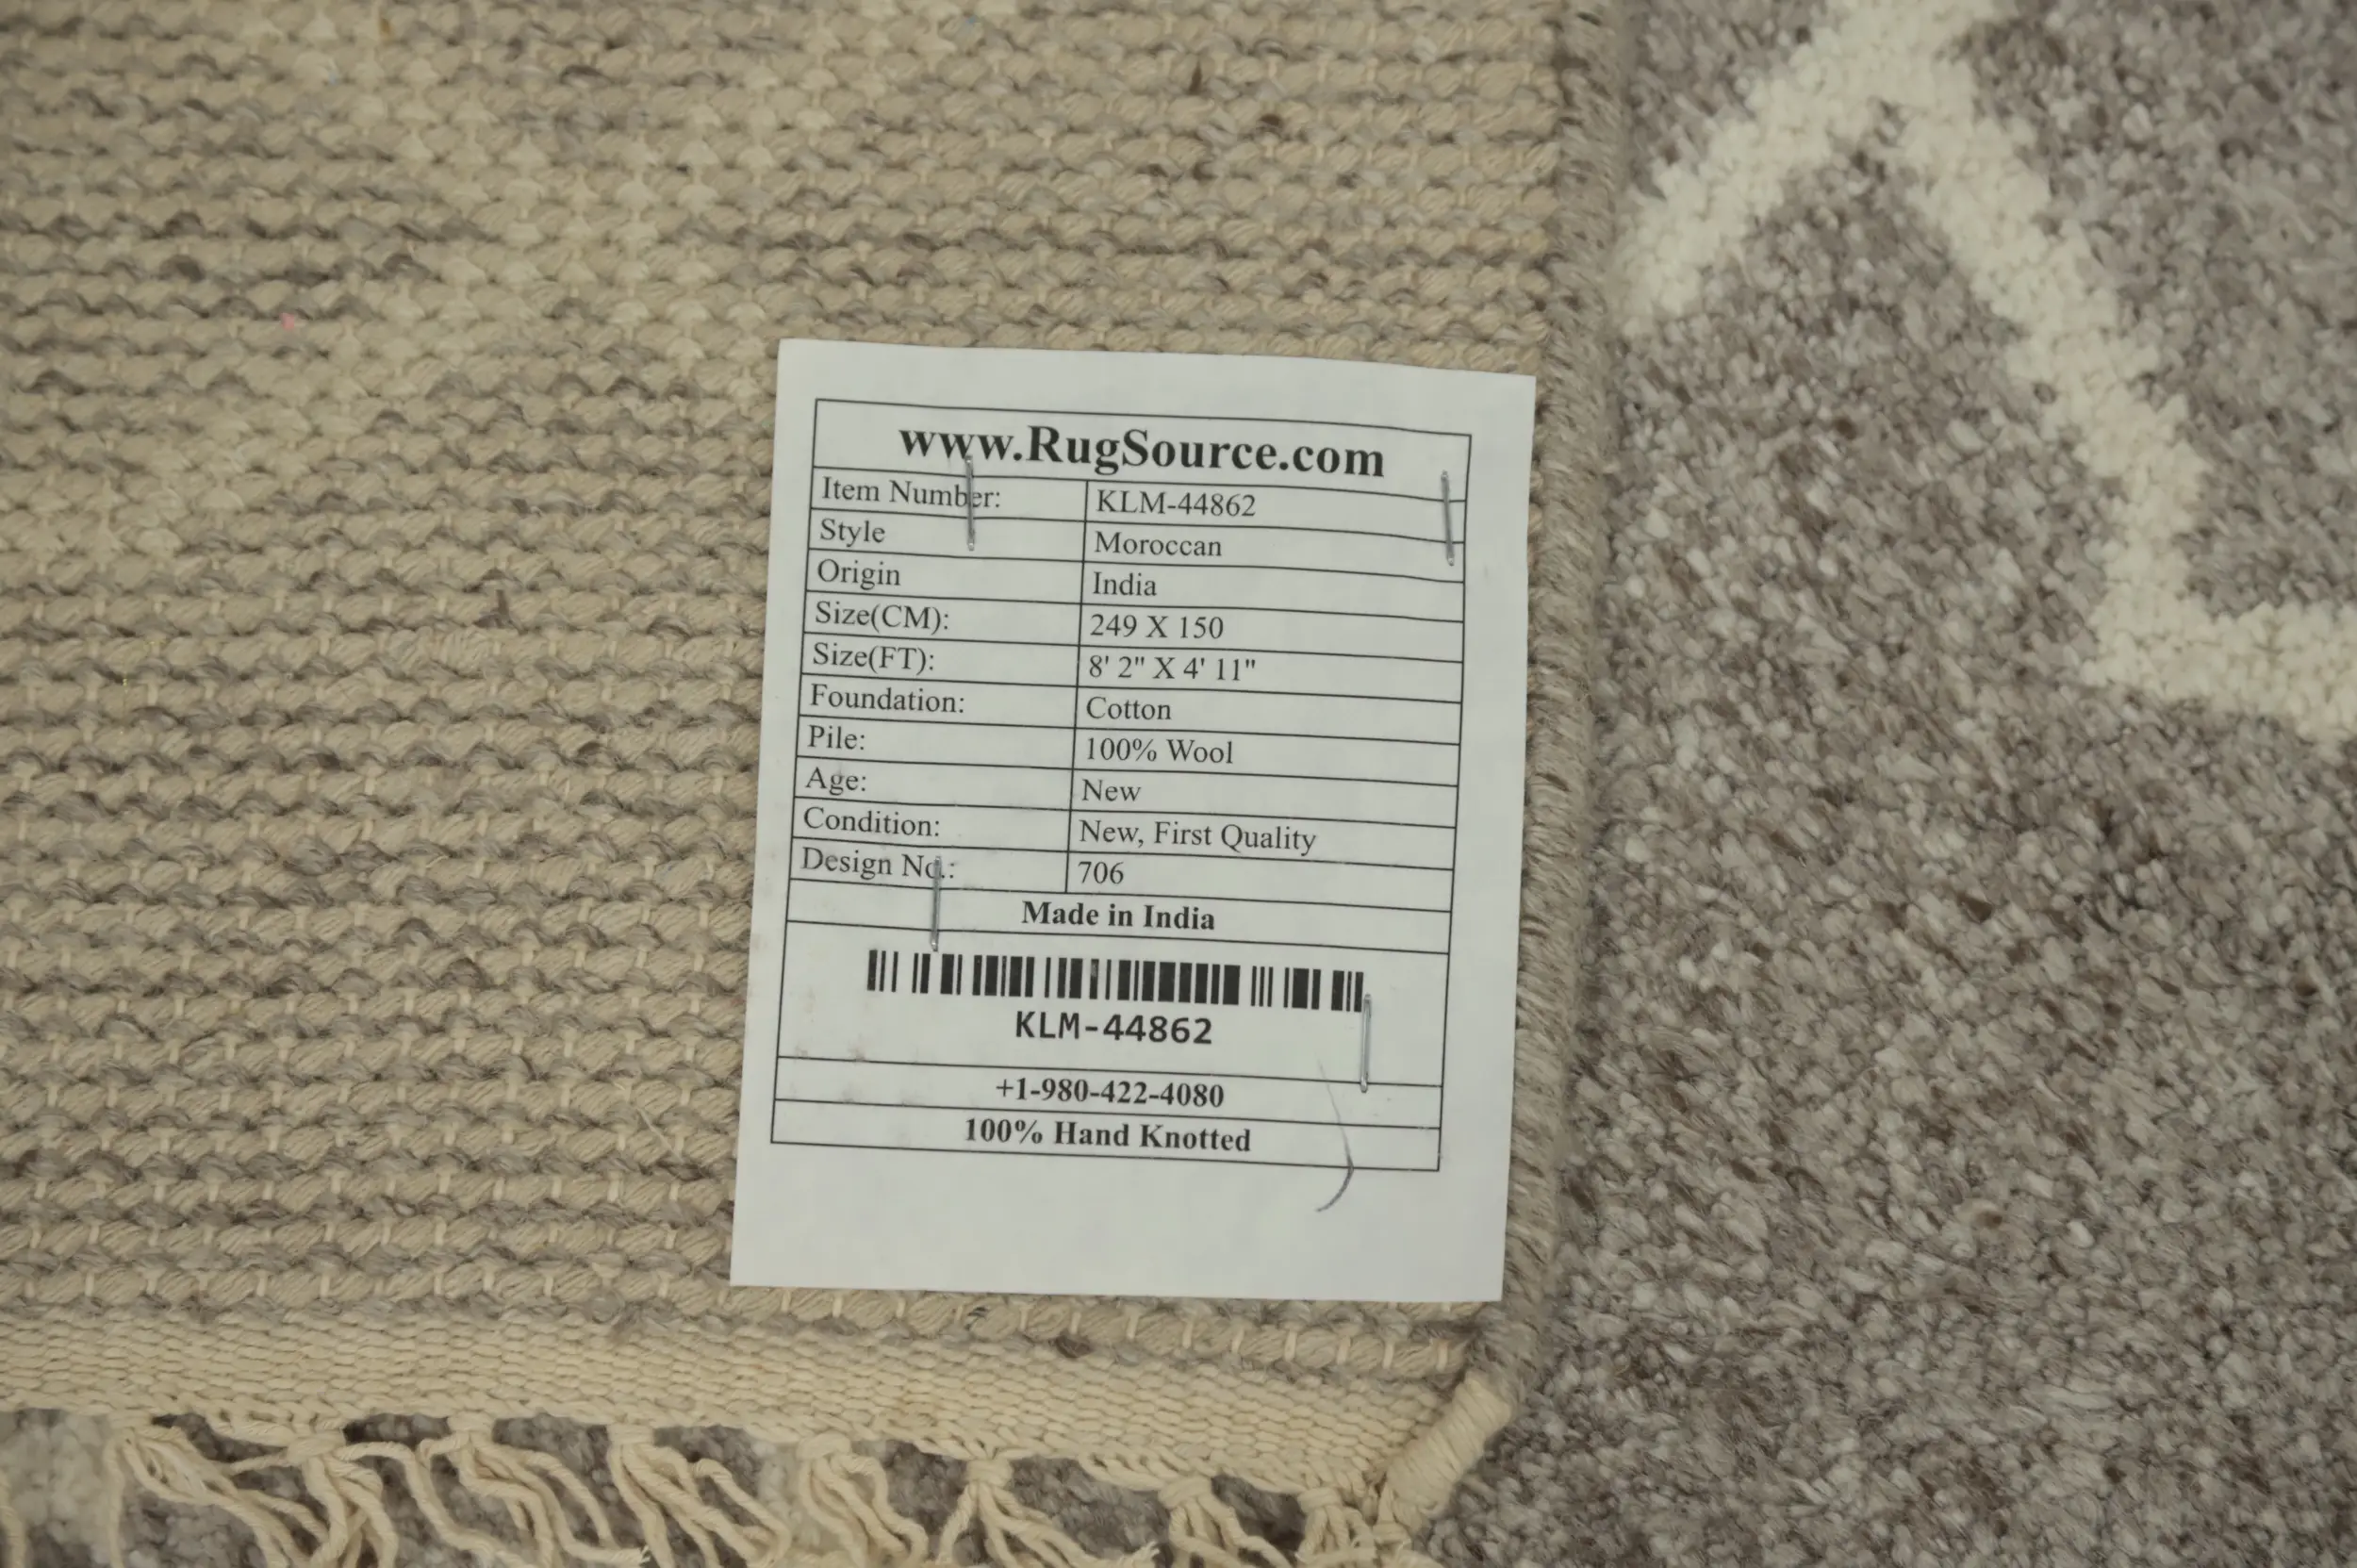 www.RugSource.com
Item Number: KLM-44862
Style Moroccan
Origin India
Size(CM): 249 X 150
Size(FT): 8' 2" X 4' 11"
Foundation: Cotton
Pile: 100% Wool
Age: New
Condition: New, First Quality
Design No.: 706
Made in India
KLM-44862
+1-980-422-4080
100% Hand Knotted